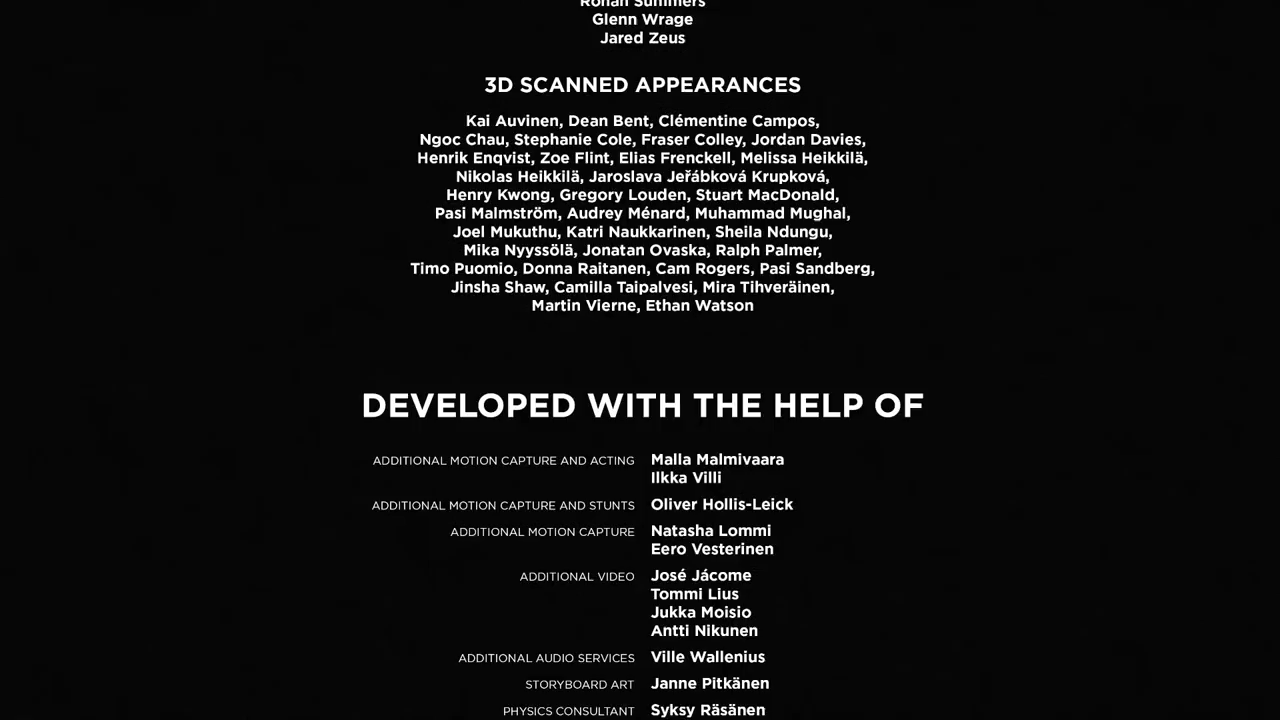 Ronan Summers
Glenn Wrage
Jared Zeus
3D SCANNED APPEARANCES
Kai Auvinen, Dean Bent, Clémentine Campos,
Ngoc Chau, Stephanie Cole, Fraser Colley, Jordan Davies,
Henrik Enqvist, Zoe Flint, Elias Frenckell, Melissa Heikkilä,
Nikolas Heikkilä, Jaroslava Jeřábková Krupková,
Henry Kwong, Gregory Louden, Stuart MacDonald,
Pasi Malmström, Audrey Ménard, Muhammad Mughal,
Joel Mukuthu, Katri Naukkarinen, Sheila Ndungu,
Mika Nyyssölä, Jonatan Ovaska, Ralph Palmer,
Timo Puomio, Donna Raitanen, Cam Rogers, Pasi Sandberg,
Jinsha Shaw, Camilla Taipalvesi, Mira Tihveräinen,
Martin Vierne, Ethan Watson
DEVELOPED WITH THE HELP OF
ADDITIONAL MOTION CAPTURE AND ACTING Malla Malmivaara
Ilkka Villi
ADDITIONAL MOTION CAPTURE AND STUNTS Oliver Hollis-Leick
ADDITIONAL MOTION CAPTURE Natasha Lommi
Eero Vesterinen
ADDITIONAL VIDEO José Jácome
Tommi Lius
Jukka Moisio
Antti Nikunen
ADDITIONAL AUDIO SERVICES Ville Wallenius
STORYBOARD ART Janne Pitkänen
PHYSICS CONSULTANT Syksy Räsänen